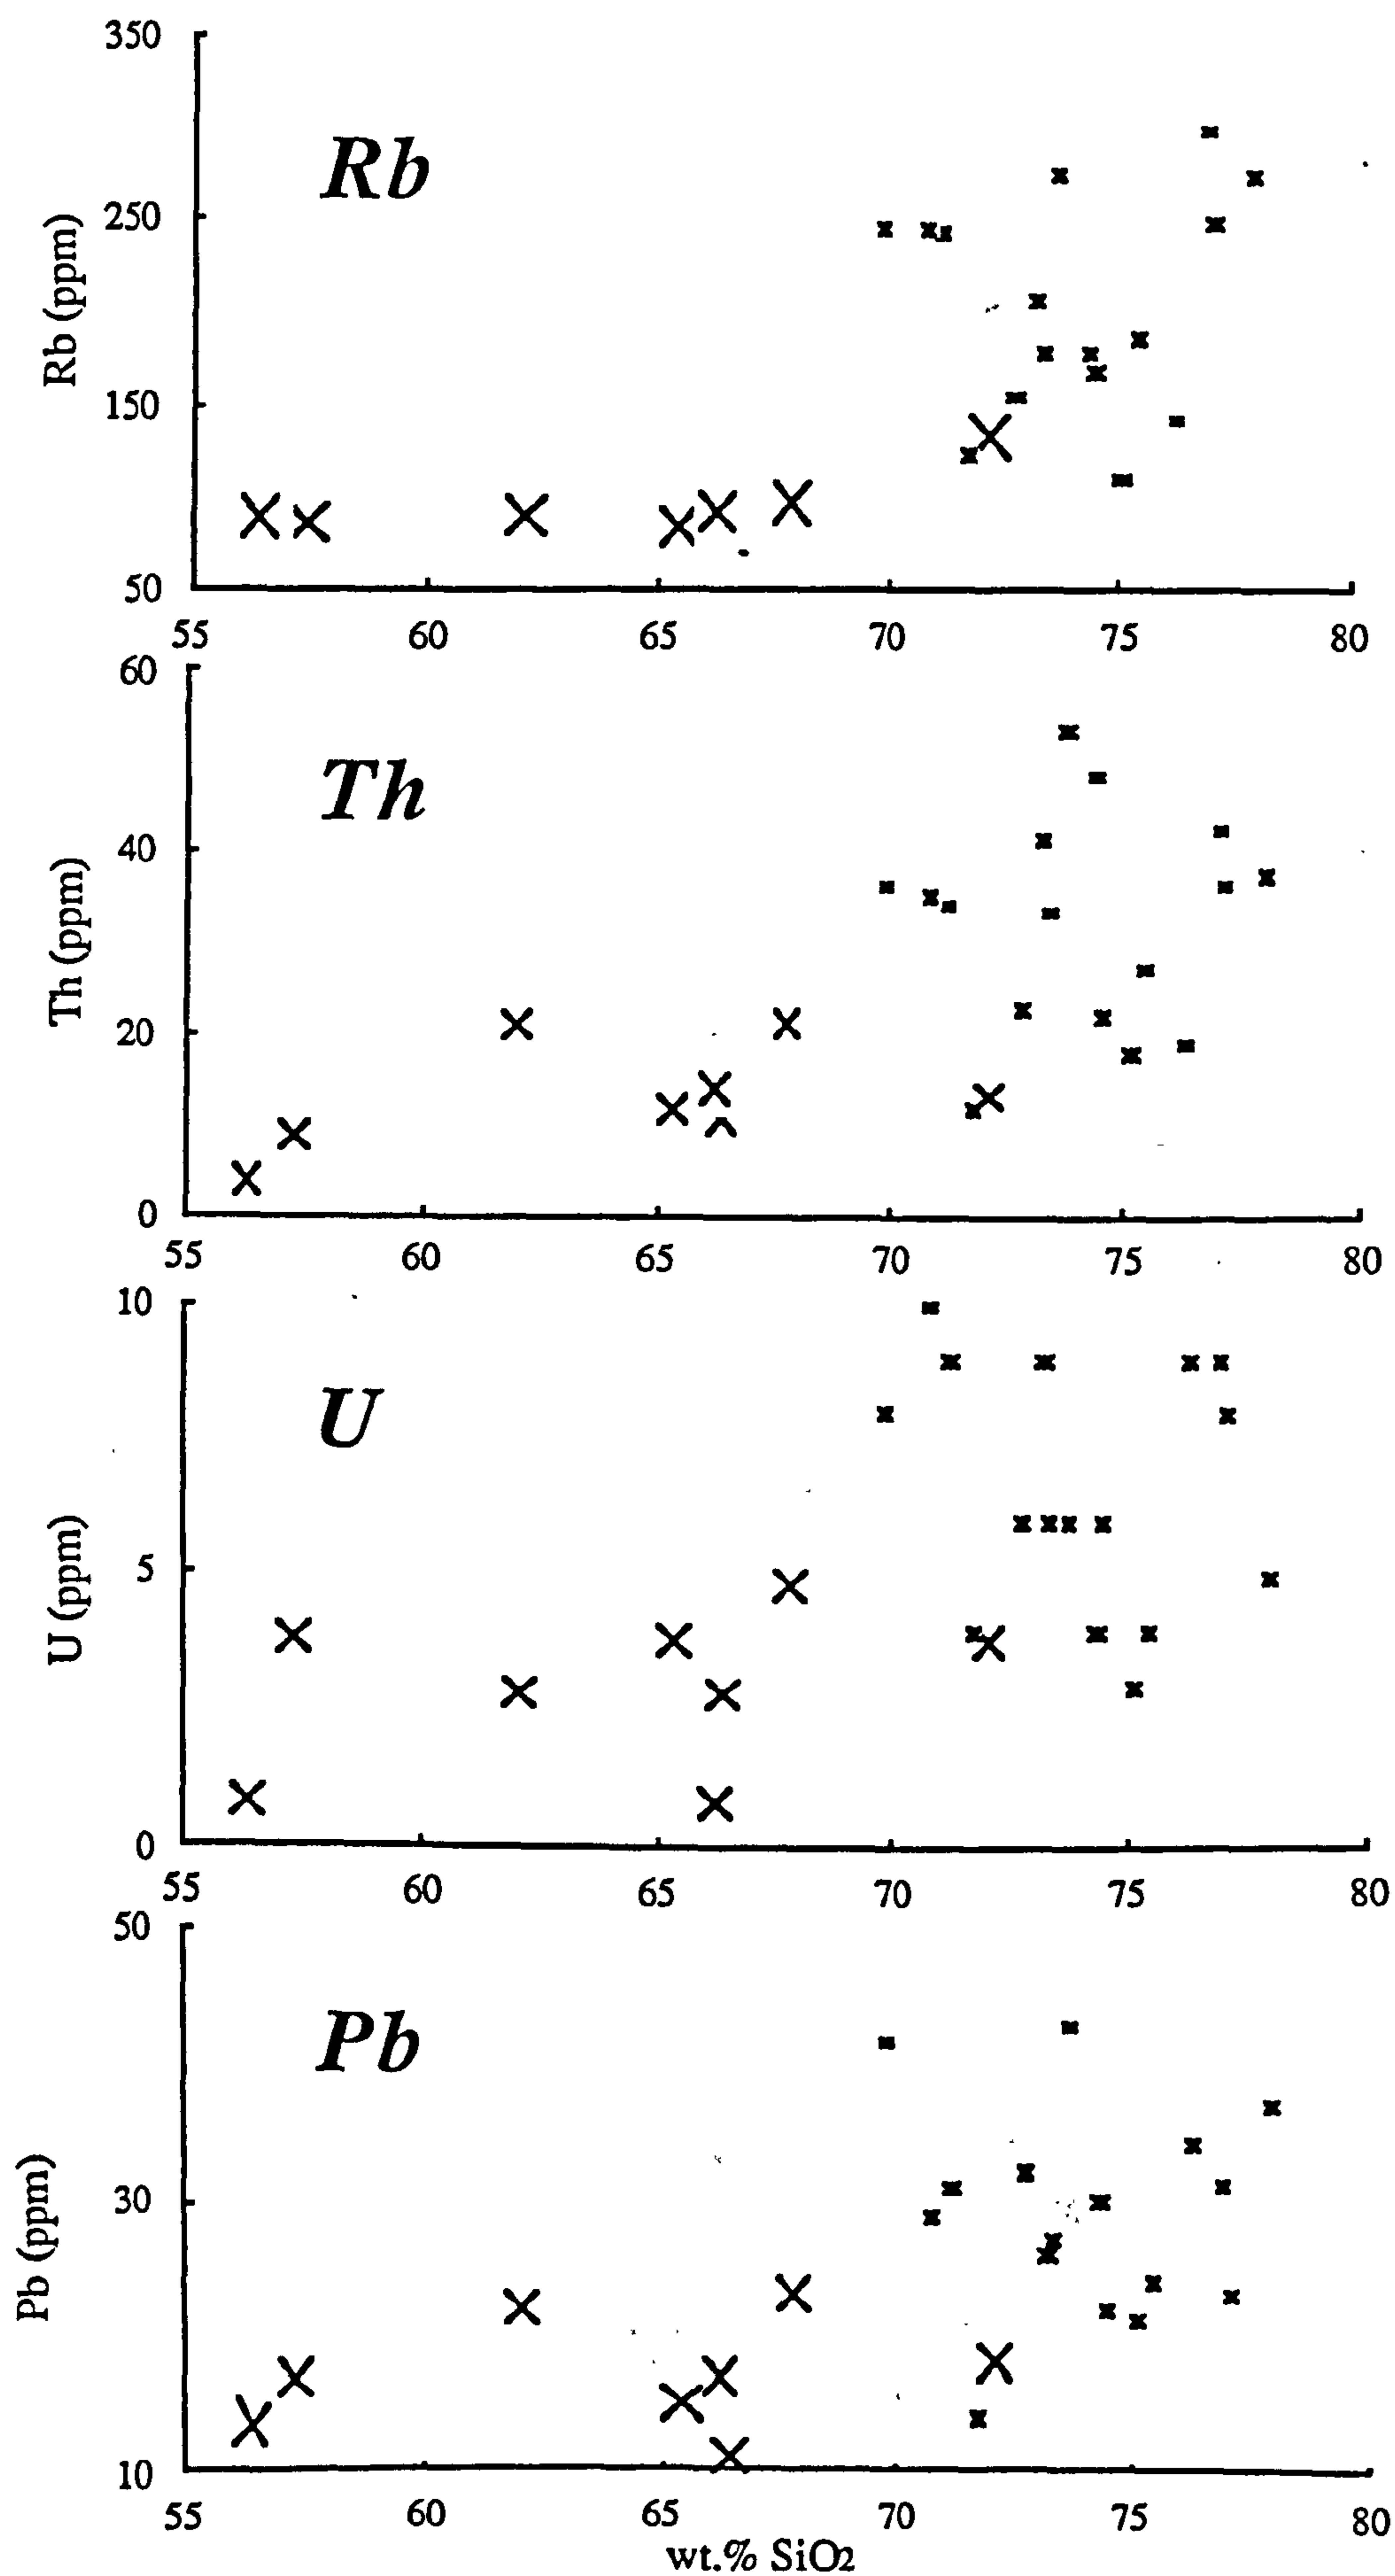 350
Rb
250
Rb (ppm)
150
50
55 60 65 70 75 80
60
Th
40
Th (ppm)
20
0
55 60 65 70 75 80
10
U
5
U (ppm)
0
55 60 65 70 75 80
50
Pb
30
Pb (ppm)
10
55 60 65 70 75 80
wt.% SiO2